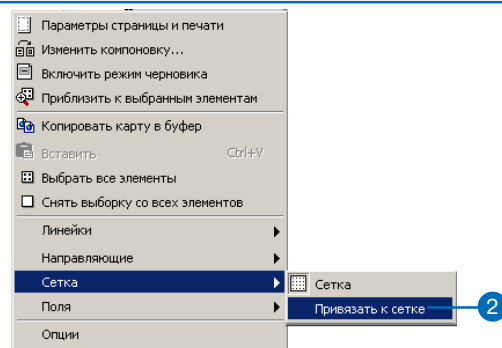 Параметры страницы и печати
Изменить компоновку...
Включить режим черновика
Приблизить к выбранным элементам
Копировать карту в буфер
Вставить Ctrl+V
Выбрать все элементы
Снять выборку со всех элементов
Линейки
Направляющие
Сетка
Сетка
Поля
Привязать к сетке 2
Опции